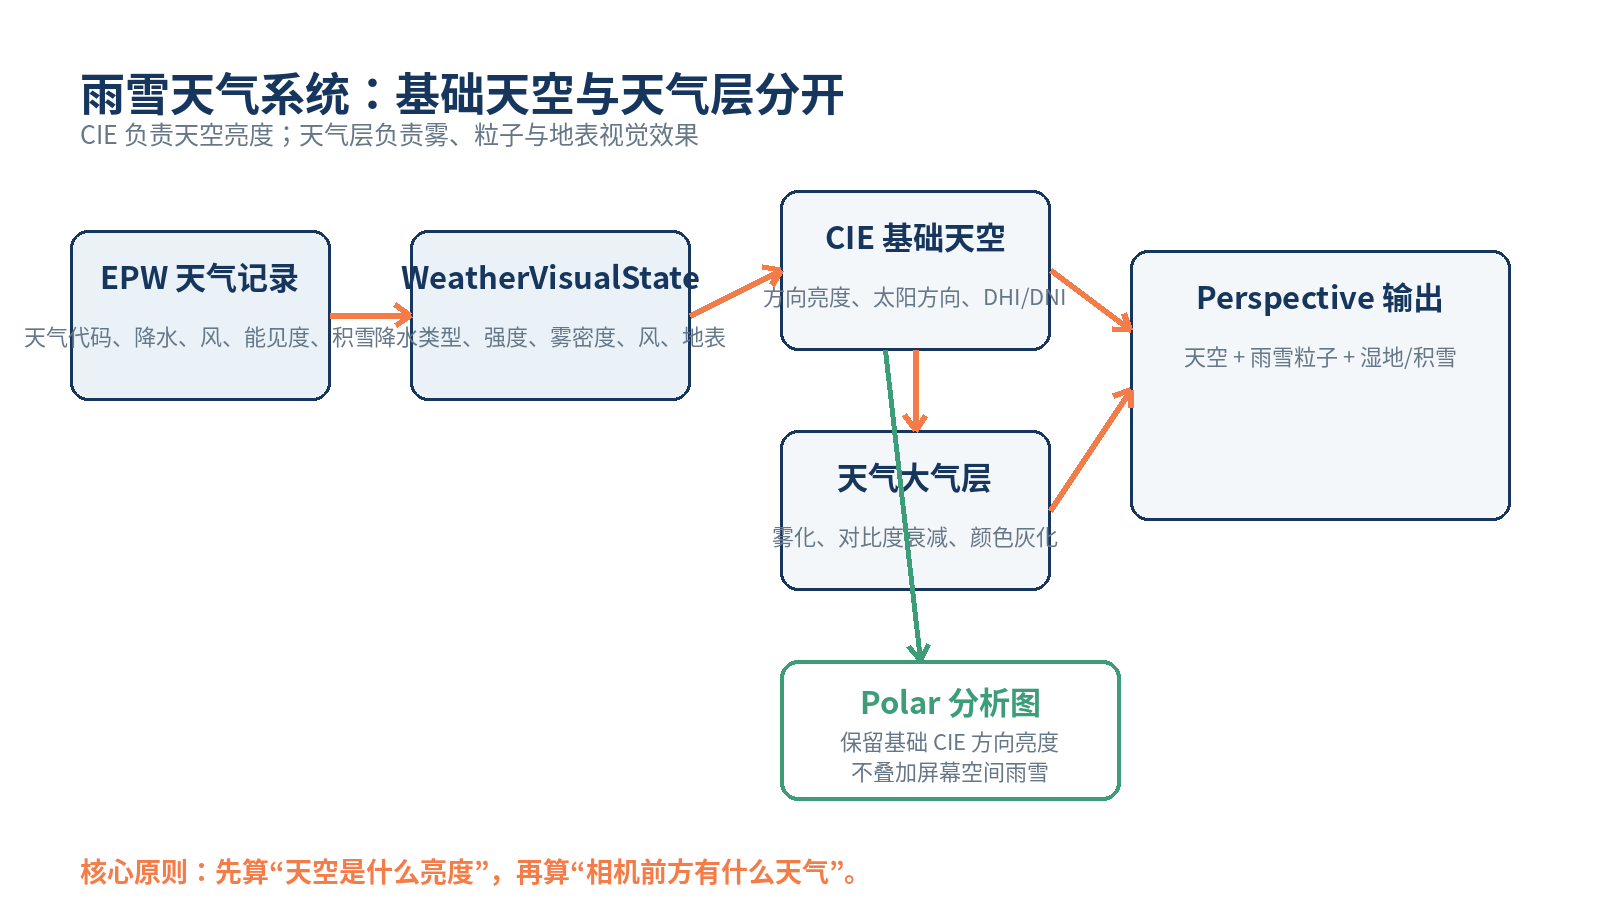 雨雪天气系统：基础天空与天气层分开
CIE 负责天空亮度；天气层负责雾、粒子与地表视觉效果
EPW 天气记录
天气代码、降水、风、能见度、积雪
WeatherVisualState
降水类型、强度、雾密度、风、地表
CIE 基础天空
方向亮度、太阳方向、DHI/DNI
Perspective 输出
天空 + 雨雪粒子 + 湿地/积雪
天气大气层
雾化、对比度衰减、颜色灰化
Polar 分析图
保留基础 CIE 方向亮度
不叠加屏幕空间雨雪
核心原则：先算“天空是什么亮度”，再算“相机前方有什么天气”。